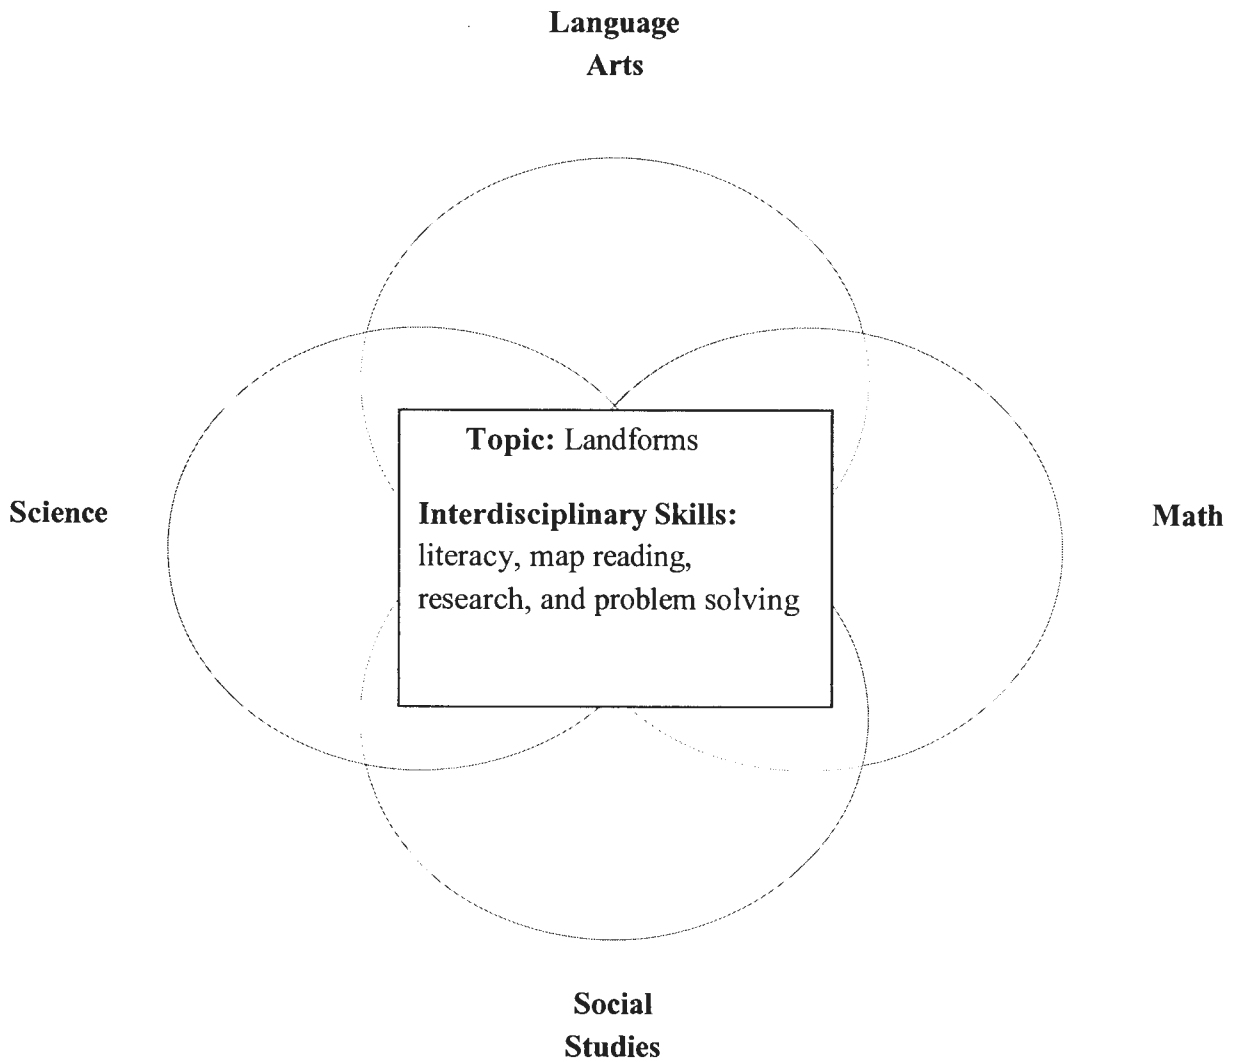 Language
Arts
Topic: Landforms
Science
Interdisciplinary Skills:
Math
literacy, map reading,
research, and problem solving
Social
Studies